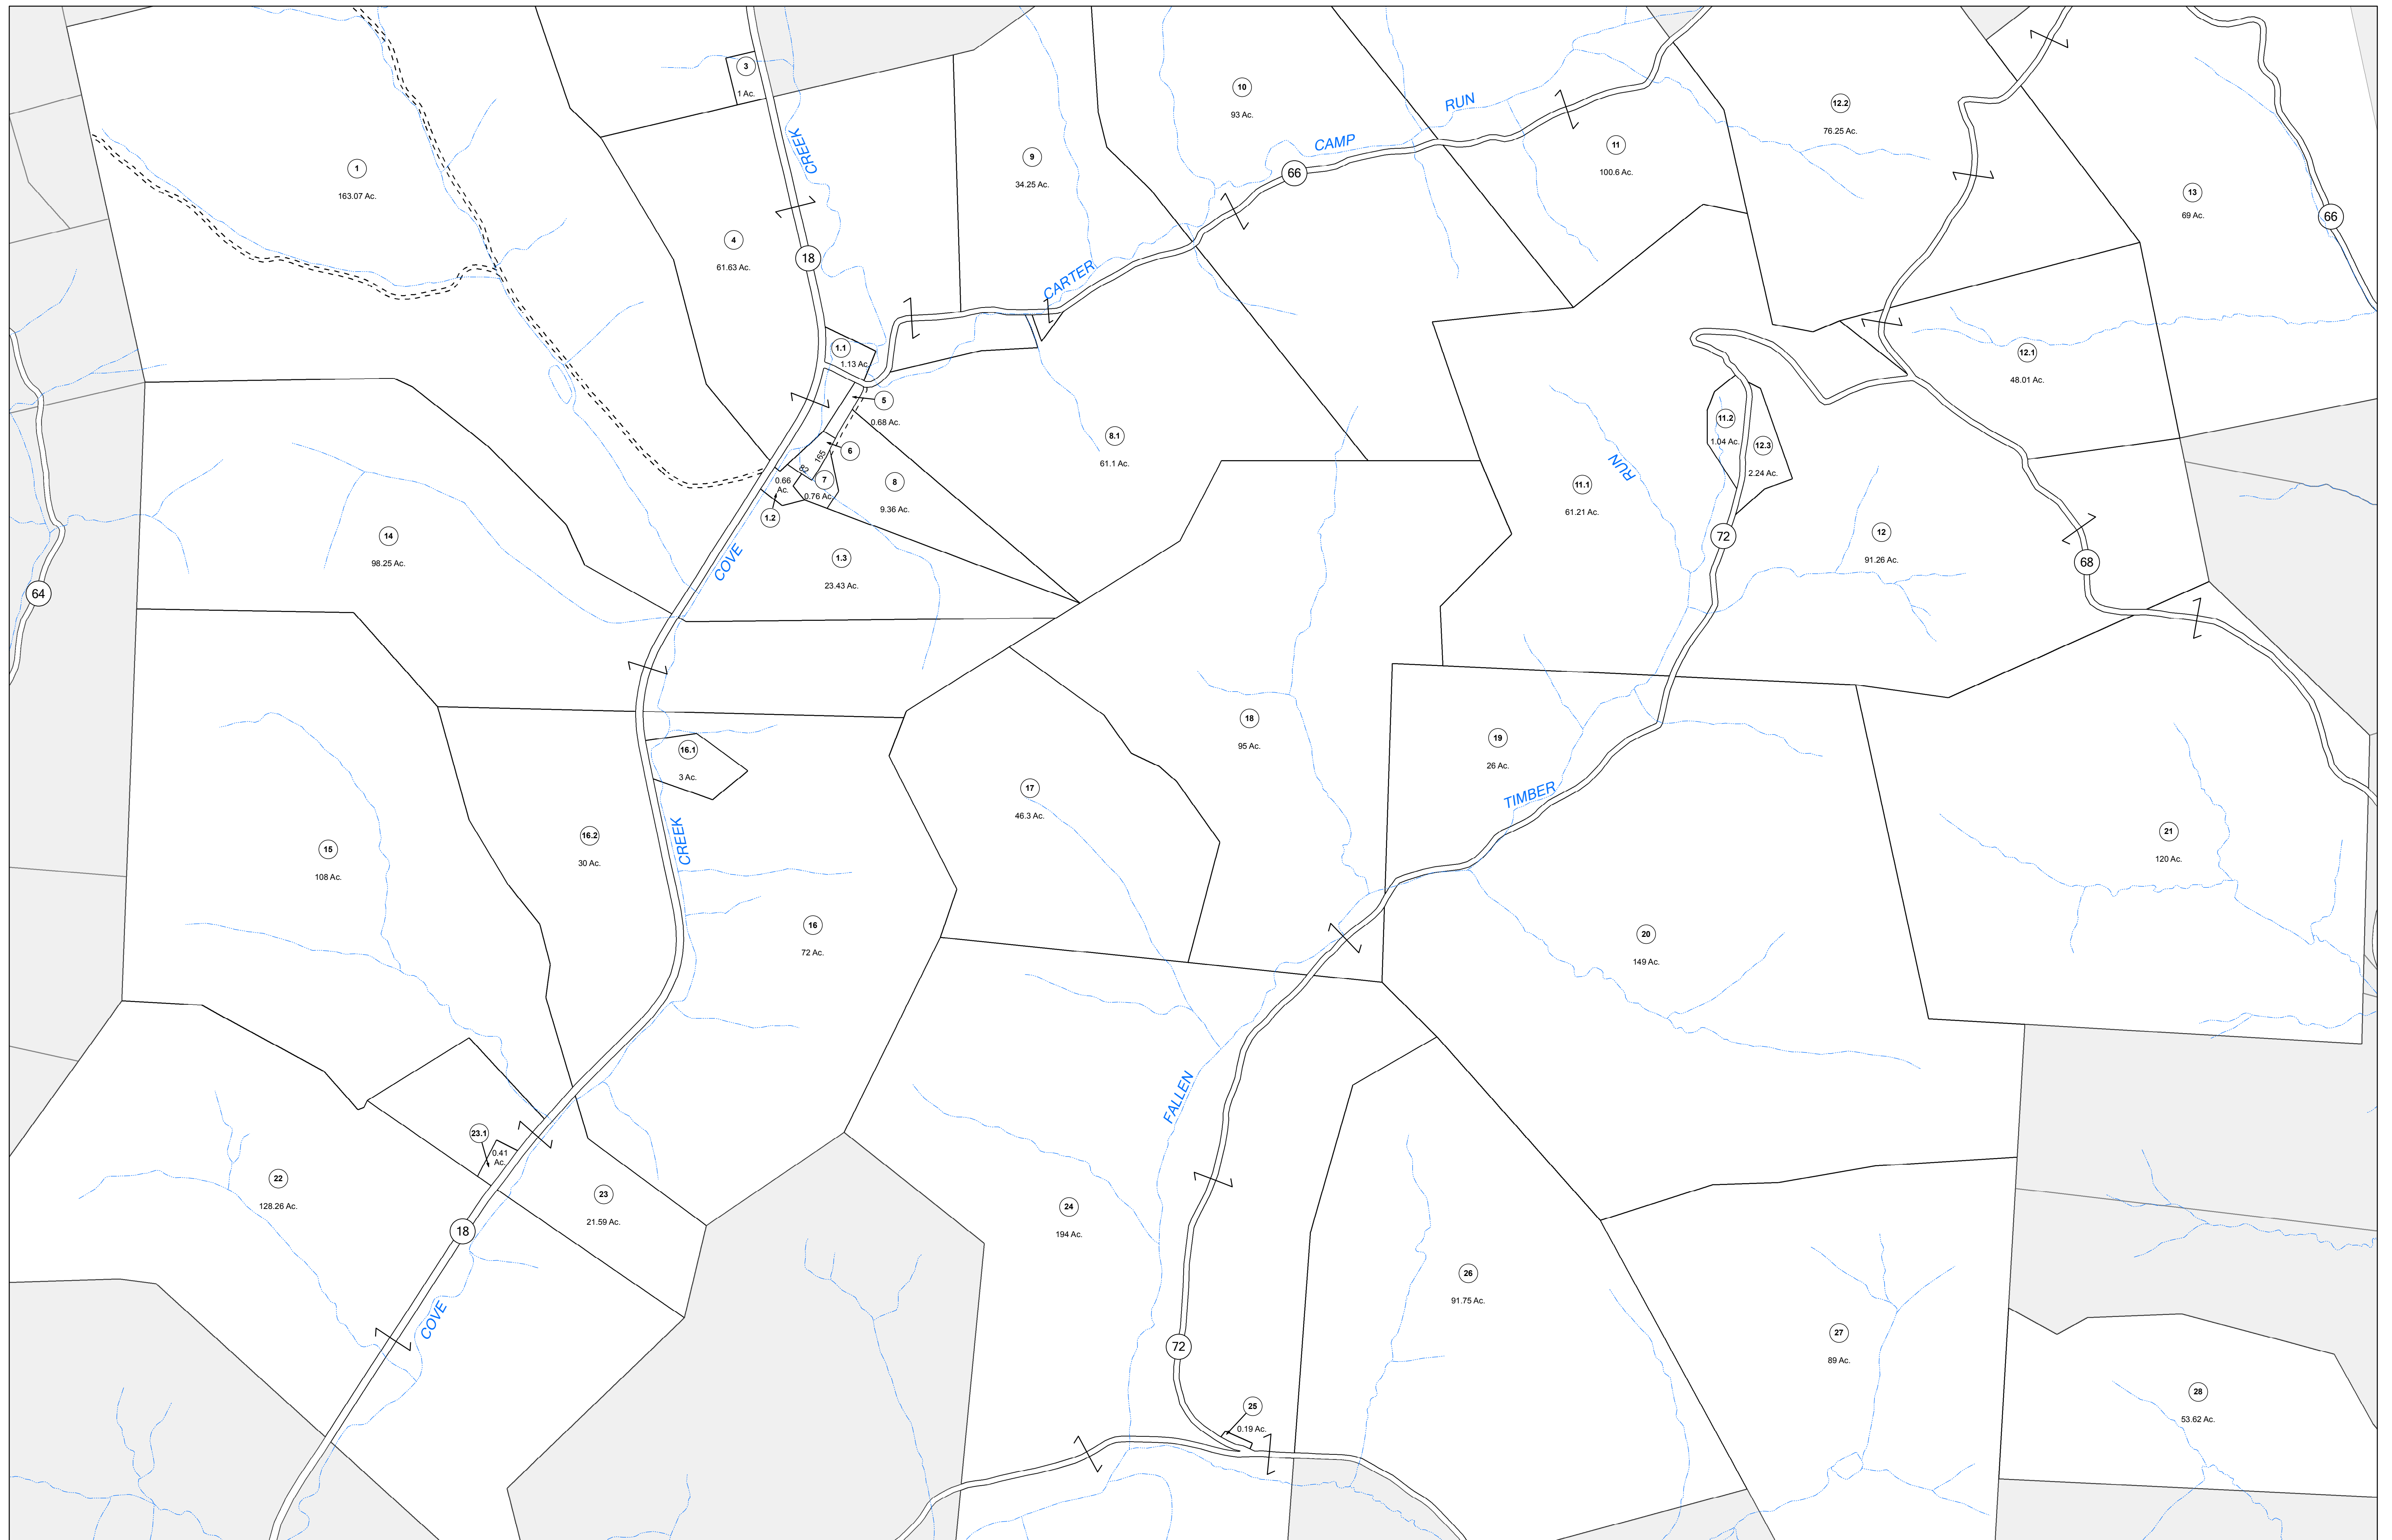 3
1 Ac.
10
93 Ac.
12.2
76.25 Ac.
RUN
CAMP
CREEK
11
100.6 Ac.
9
34.25 Ac.
1
163.07 Ac.
66
13
69 Ac.
66
4
61.63 Ac.
18
CARTER
1.1
1.13 Ac.
12.1
48.01 Ac.
5
0.68 Ac.
11.2
1.04 Ac.
12.3
2.24 Ac.
8.1
61.1 Ac.
6
165
82
7
0.76 Ac.
0.66
Ac.
1.2
8
9.36 Ac.
RUN
11.1
61.21 Ac.
72
12
91.26 Ac.
68
14
98.25 Ac.
COVE
1.3
23.43 Ac.
64
18
95 Ac.
19
26 Ac.
16.1
3 Ac.
17
46.3 Ac.
TIMBER
16.2
30 Ac.
CREEK
21
120 Ac.
15
108 Ac.
16
72 Ac.
20
149 Ac.
FALLEN
23.1
0.41
Ac.
22
128.26 Ac.
23
21.59 Ac.
24
194 Ac.
18
26
91.75 Ac.
COVE
72
27
89 Ac.
25
0.19 Ac.
28
53.62 Ac.